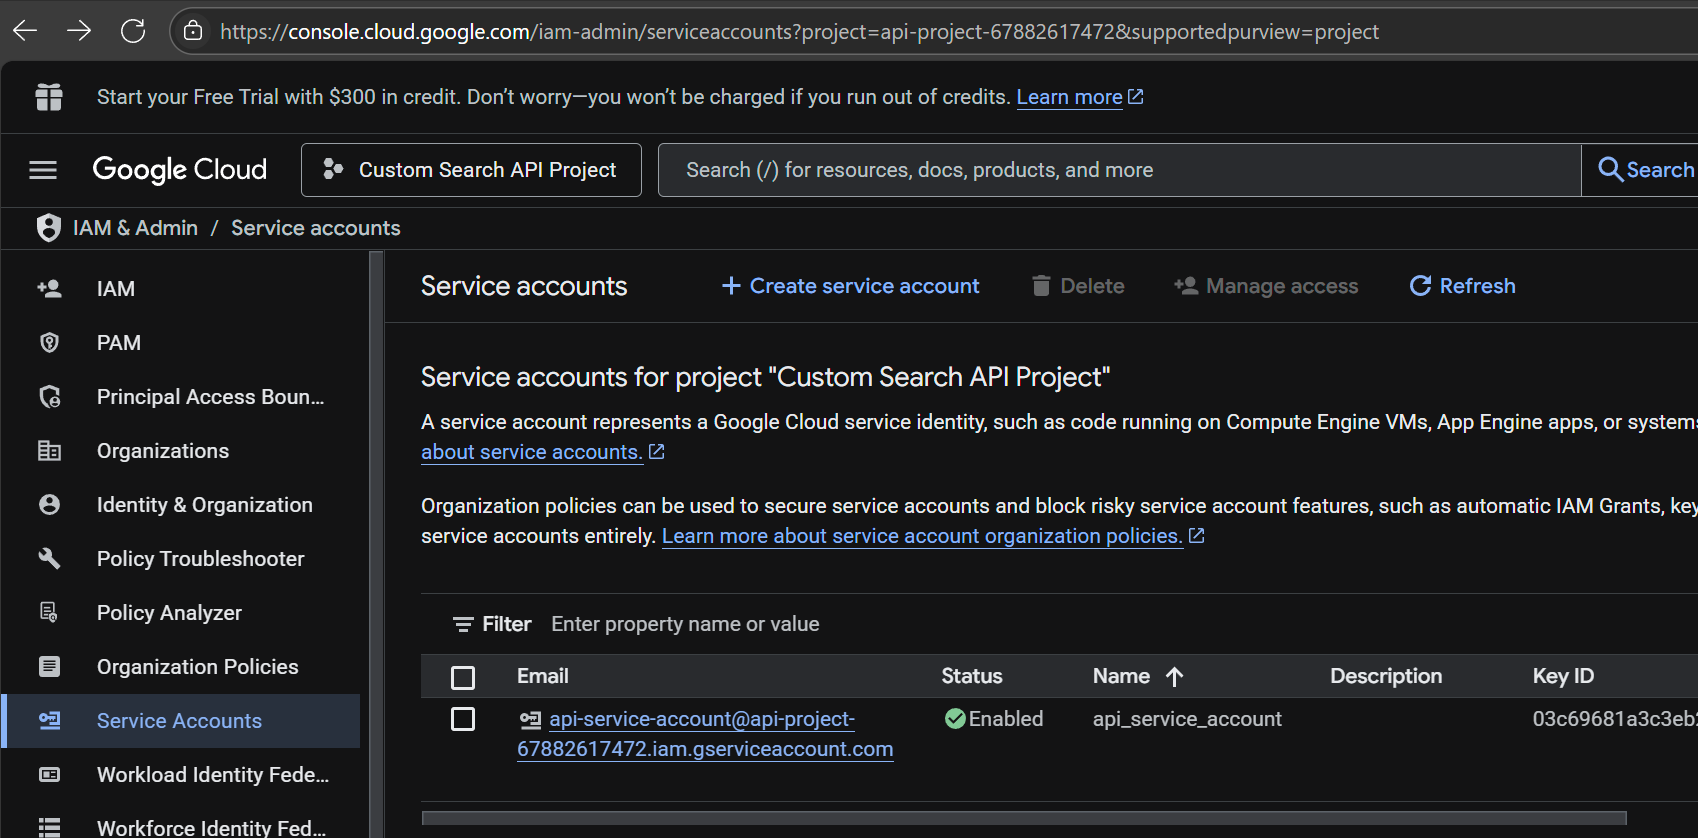 https://console.cloud.google.com/iam-admin/serviceaccounts?project=api-project-67882617472&supportedpurview=project
Start your Free Trial with $300 in credit. Don’t worry—you won’t be charged if you run out of credits. Learn more
Google Cloud
Custom Search API Project
Search (/) for resources, docs, products, and more
Search
IAM & Admin / Service accounts
IAM
PAM
Principal Access Boun...
Organizations
Identity & Organization
Policy Troubleshooter
Policy Analyzer
Organization Policies
Service Accounts
Workload Identity Fede...
Workforce Identity Fed...
Service accounts
Create service account
Delete
Manage access
Refresh
Service accounts for project "Custom Search API Project"
A service account represents a Google Cloud service identity, such as code running on Compute Engine VMs, App Engine apps, or systems
about service accounts.
Organization policies can be used to secure service accounts and block risky service account features, such as automatic IAM Grants, key
service accounts entirely. Learn more about service account organization policies.
Filter Enter property name or value
Email Status Name Description Key ID
api-service-account@api-project- Enabled api_service_account 03c69681a3c3eb
67882617472.iam.gserviceaccount.com